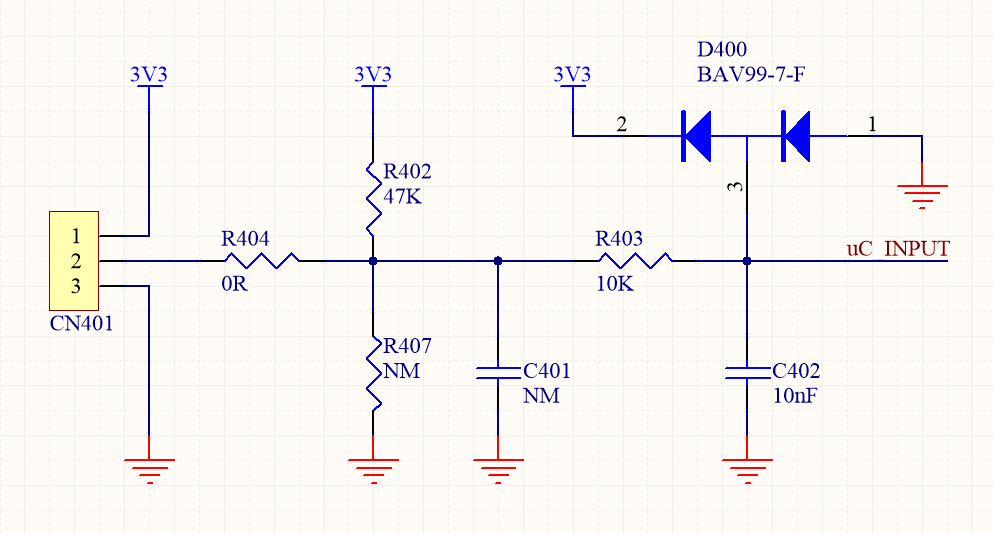 D400
BAV99-7-F
3V3
3V3
3V3
2
1
3
R402
47K
1
2
3
CN401
R404
0R
R403
10K
uC INPUT
R407
NM
C401
NM
C402
10nF